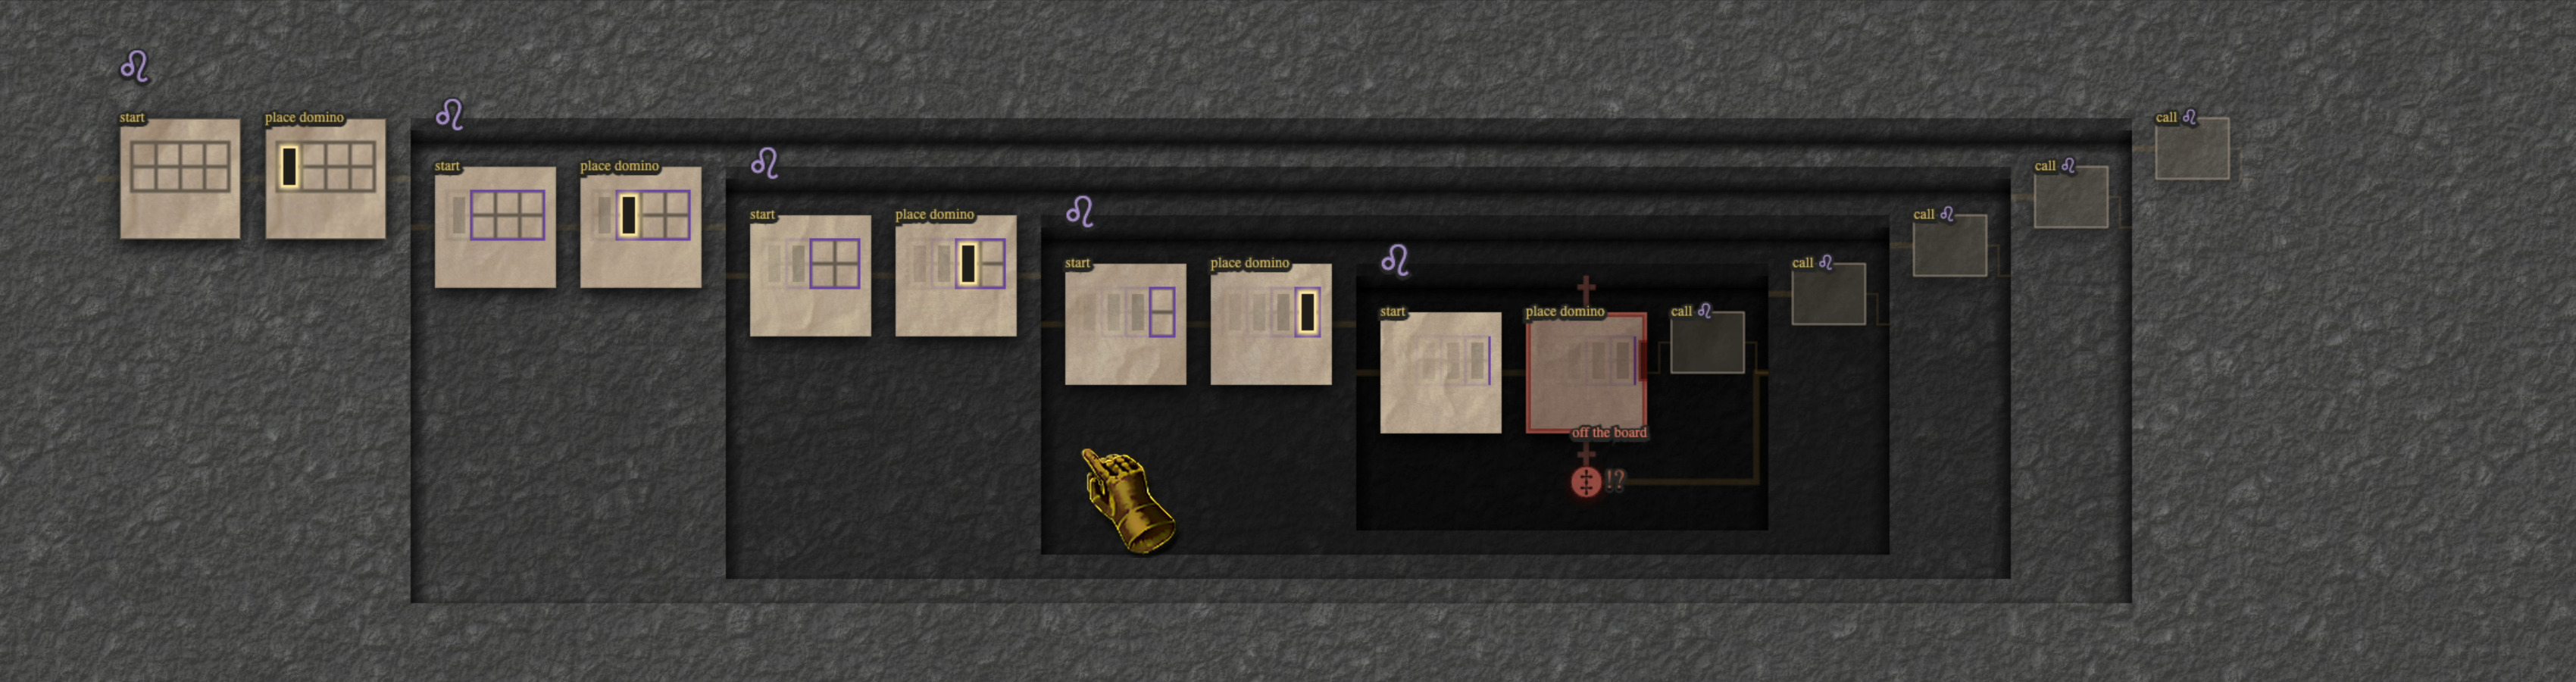 ♌
start
place domino
♌
start
place domino
♌
start
place domino
♌
start
place domino
♌
start
place domino
off the board
!?
call ♌
call ♌
call ♌
call ♌
call ♌